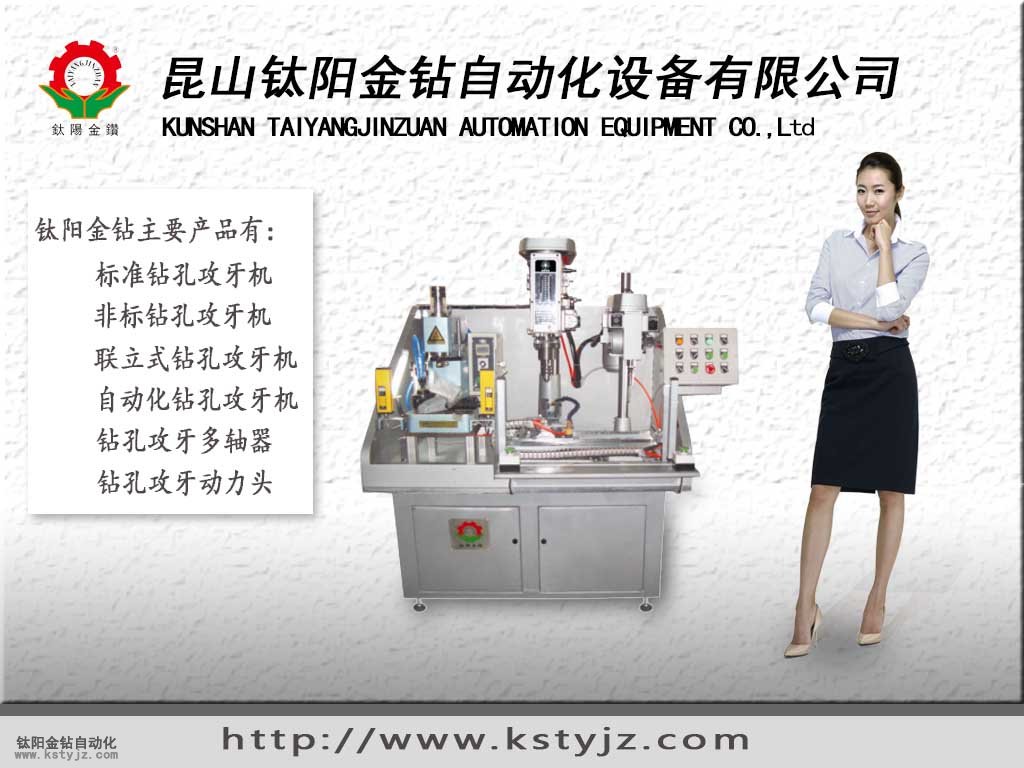 昆山钛阳金钻自动化设备有限公司
KUNSHAN TAIYANGJINZUAN AUTOMATION EQUIPMENT CO.,Ltd
TAIYANGJINZUAN
®
鈦陽金鑽
钛阳金钻主要产品有：
标准钻孔攻牙机
非标钻孔攻牙机
联立式钻孔攻牙机
自动化钻孔攻牙机
钻孔攻牙多轴器
钻孔攻牙动力头
钛阳金钻自动化
www.kstyjz.com
http://www.kstyjz.com